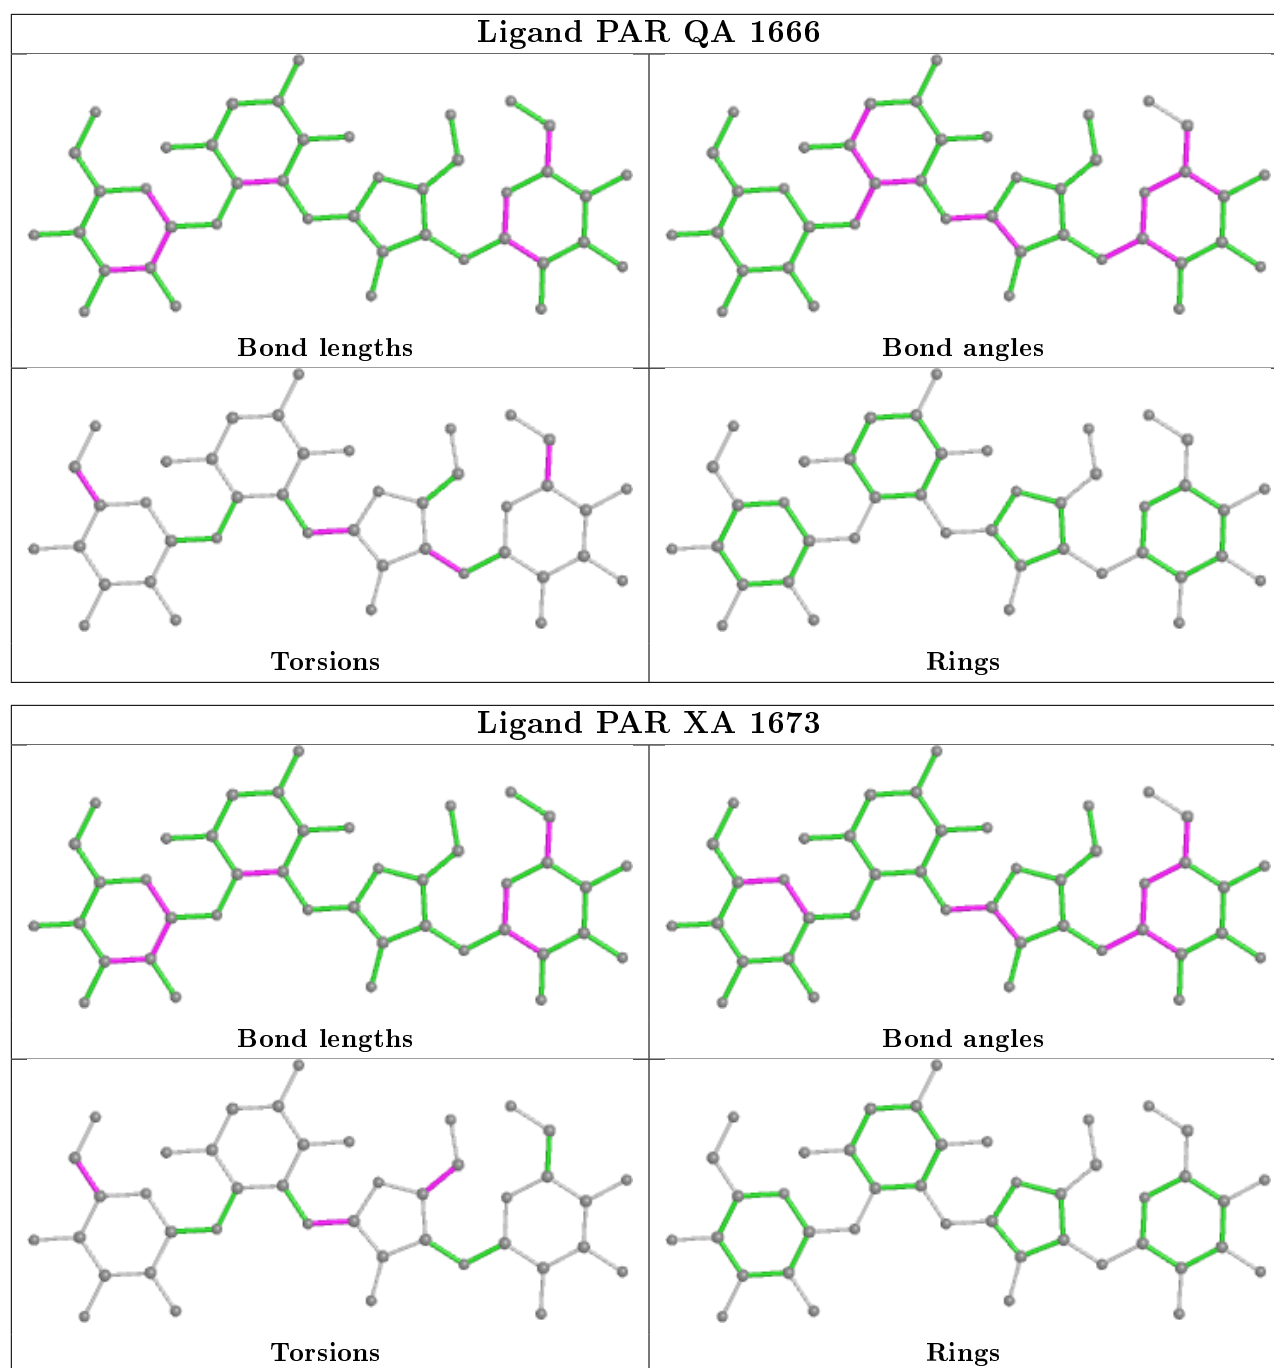 Ligand PAR QA 1666
Bond lengths
Bond angles
Torsions
Rings
Ligand PAR XA 1673
Bond lengths
Bond angles
Torsions
Rings